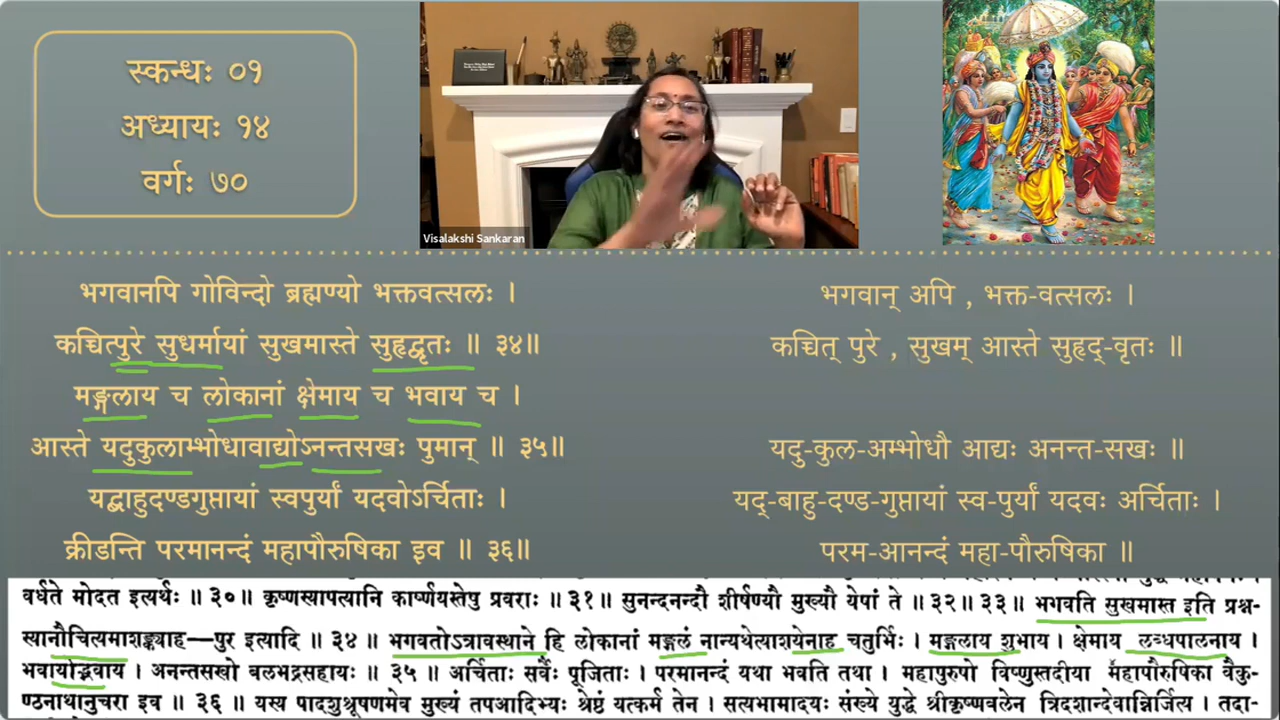 स्कन्धः ०१
अध्यायः १४
वर्गः ७०
Visalakshi Sankaran
भगवानपि गोविन्दो ब्रह्मण्यो भक्तवत्सलः ।
कच्चित्पुरे सुधर्मायां सुखमास्ते सुहृद्वृतः ॥ ३४॥
मङ्गलाय च लोकानां क्षेमाय च भवाय च ।
आस्ते यदुकुलाम्भोधावाद्योऽनन्तसखः पुमान् ॥ ३५॥
यद्बाहुदण्डगुप्तायां स्वपुर्यां यदवोऽर्चिताः ।
क्रीडन्ति परमानन्दं महापौरुषिका इव ॥ ३६॥
भगवान् अपि , भक्त-वत्सलः ।
कच्चित् पुरे , सुखम् आस्ते सुहृद्-वृतः ॥
यदु-कुल-अम्भोधौ आद्यः अनन्त-सखः ॥
यद्-बाहु-दण्ड-गुप्तायां स्व-पुर्यां यदवः अर्चिताः ।
परम-आनन्दं महा-पौरुषिका ॥
वर्धते मोदत इत्यर्थः ॥ ३० ॥ कृष्णस्यापत्यानि कार्ष्णयस्तेषु प्रवराः ॥ ३१ ॥ सुनन्दनन्दौ शीर्षण्यौ मुख्यौ येषां ते ॥ ३२ ॥ ३३ ॥ भगवति सुखमास्त इति प्रश्न-
स्यानौचित्यमाशङ्क्याह—पुर इत्यादि ॥ ३४ ॥ भगवतोऽत्रावस्थाने हि लोकानां मङ्गलं नान्यथेत्याशयेनाह चतुर्भिः । मङ्गलाय शुभाय । क्षेमाय लब्धपालनाय ।
भवायोद्भवाय । अनन्तसखो बलभद्रसहायः ॥ ३५ ॥ अर्चिताः सर्वैः पूजिताः । परमानन्दं यथा भवति तथा । महापुरुषो विष्णुस्तदीया महापौरुषिका वैकु-
ण्ठनाथानुचरा इव ॥ ३६ ॥ यस्य पादशुश्रूषणमेव मुख्यं तपआदिभ्यः श्रेष्ठं यत्कर्म तेन । सत्यभामादयः संख्ये युद्धे श्रीकृष्णबलेन त्रिदशान्देवान्निर्जित्य । तदा-